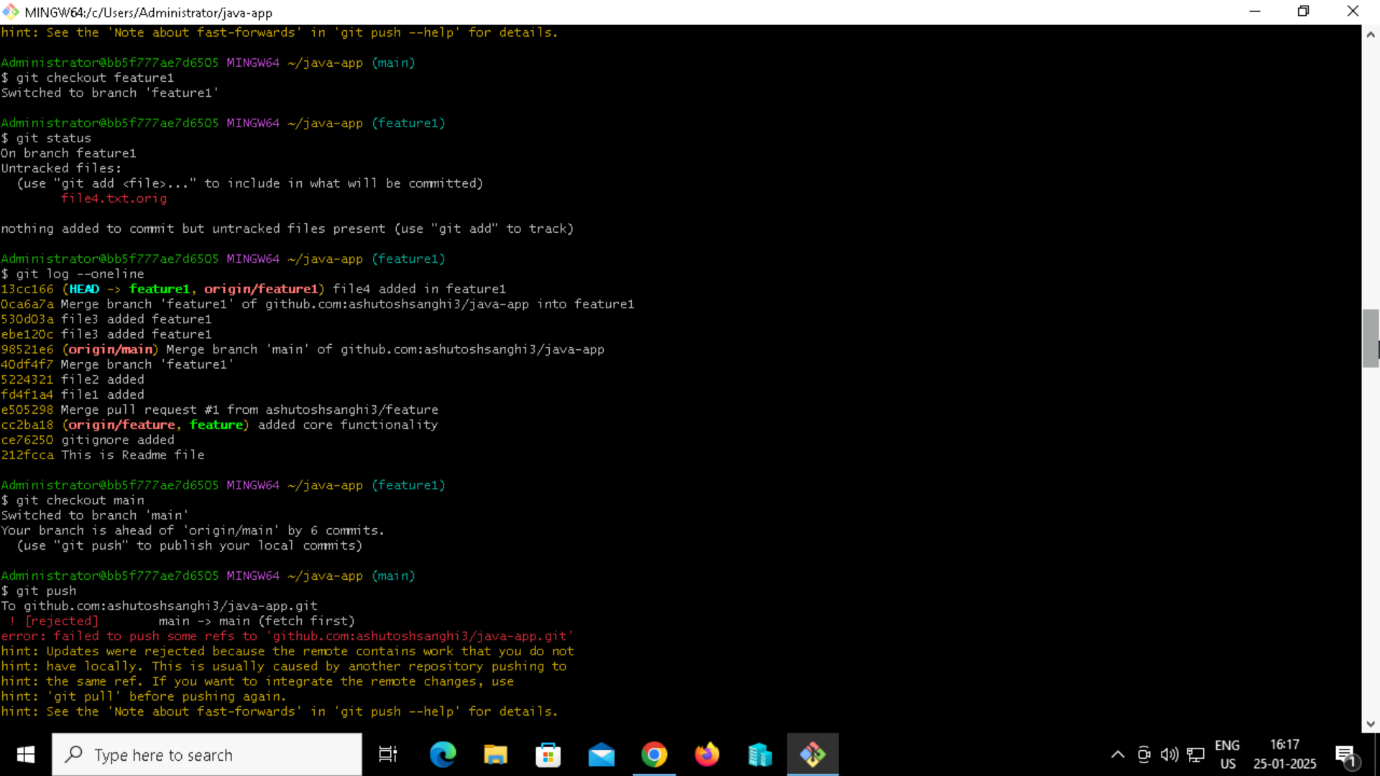 MINGW64:/c/Users/Administrator/java-app
hint: See the 'Note about fast-forwards' in 'git push --help' for details.
Administrator@bb5f777ae7d6505 MINGW64 ~/java-app (main)
$ git checkout feature1
Switched to branch 'feature1'
Administrator@bb5f777ae7d6505 MINGW64 ~/java-app (feature1)
$ git status
On branch feature1
Untracked files:
(use "git add <file>..." to include in what will be committed)
file4.txt.orig
nothing added to commit but untracked files present (use "git add" to track)
Administrator@bb5f777ae7d6505 MINGW64 ~/java-app (feature1)
$ git log --oneline
13cc166 (HEAD -> feature1, origin/feature1) file4 added in feature1
0ca6a7a Merge branch 'feature1' of github.com:ashutoshsanghi3/java-app into feature1
530d03a file3 added feature1
ebe120c file3 added feature1
98521e6 (origin/main) Merge branch 'main' of github.com:ashutoshsanghi3/java-app
40df4f7 Merge branch 'feature1'
5224321 file2 added
fd4f1a4 file1 added
e505298 Merge pull request #1 from ashutoshsanghi3/feature
cc2ba18 (origin/feature, feature) added core functionality
ce76250 gitignore added
212fcca This is Readme file
Administrator@bb5f777ae7d6505 MINGW64 ~/java-app (feature1)
$ git checkout main
Switched to branch 'main'
Your branch is ahead of 'origin/main' by 6 commits.
(use "git push" to publish your local commits)
Administrator@bb5f777ae7d6505 MINGW64 ~/java-app (main)
$ git push
To github.com:ashutoshsanghi3/java-app.git
! [rejected] main -> main (fetch first)
error: failed to push some refs to 'github.com:ashutoshsanghi3/java-app.git'
hint: Updates were rejected because the remote contains work that you do not
hint: have locally. This is usually caused by another repository pushing to
hint: the same ref. If you want to integrate the remote changes, use
hint: 'git pull' before pushing again.
hint: See the 'Note about fast-forwards' in 'git push --help' for details.
Type here to search
ENG
US
16:17
25-01-2025
1